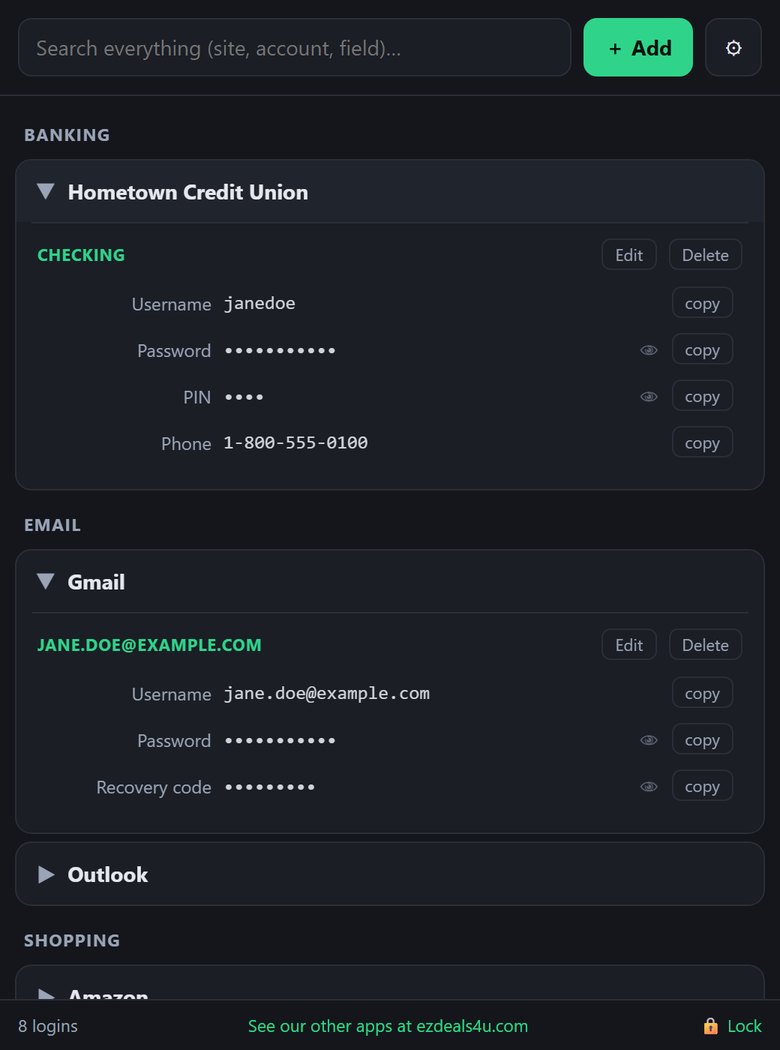 Search everything (site, account, field)...
+ Add
BANKING
Hometown Credit Union
CHECKING
Edit
Delete
Username janedoe copy
Password ••••••••••• copy
PIN •••• copy
Phone 1-800-555-0100 copy
EMAIL
Gmail
JANE.DOE@EXAMPLE.COM
Edit
Delete
Username jane.doe@example.com copy
Password ••••••••••• copy
Recovery code ••••••••• copy
Outlook
SHOPPING
Amazon
8 logins
See our other apps at ezdeals4u.com
Lock